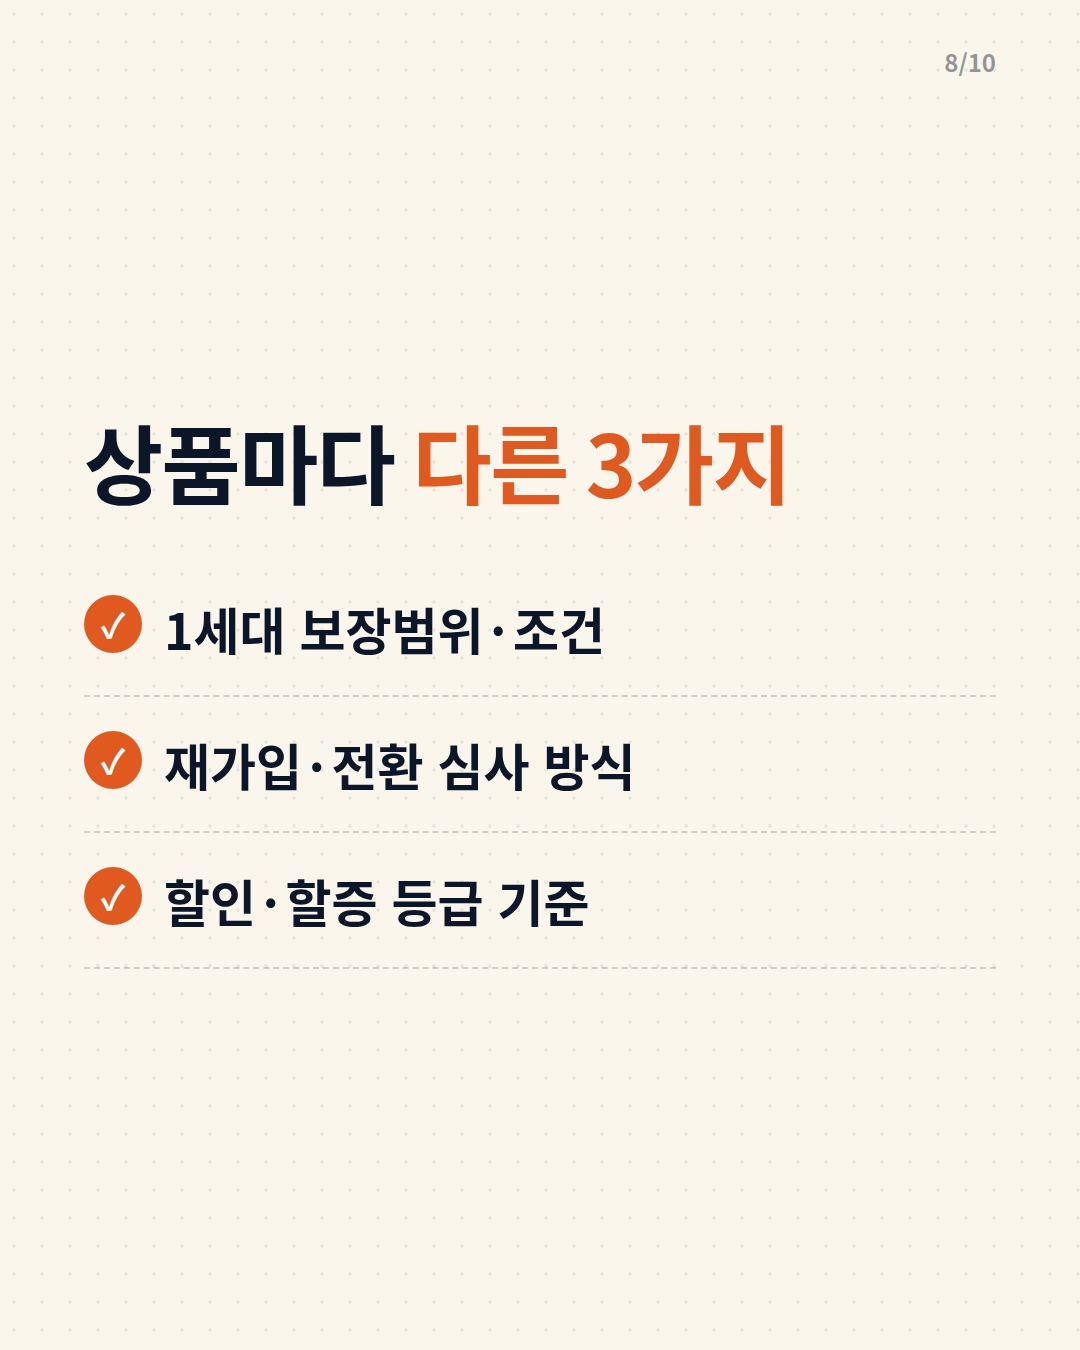 8/10
상품마다 다른 3가지
✓ 1세대 보장범위·조건
✓ 재가입·전환 심사 방식
✓ 할인·할증 등급 기준